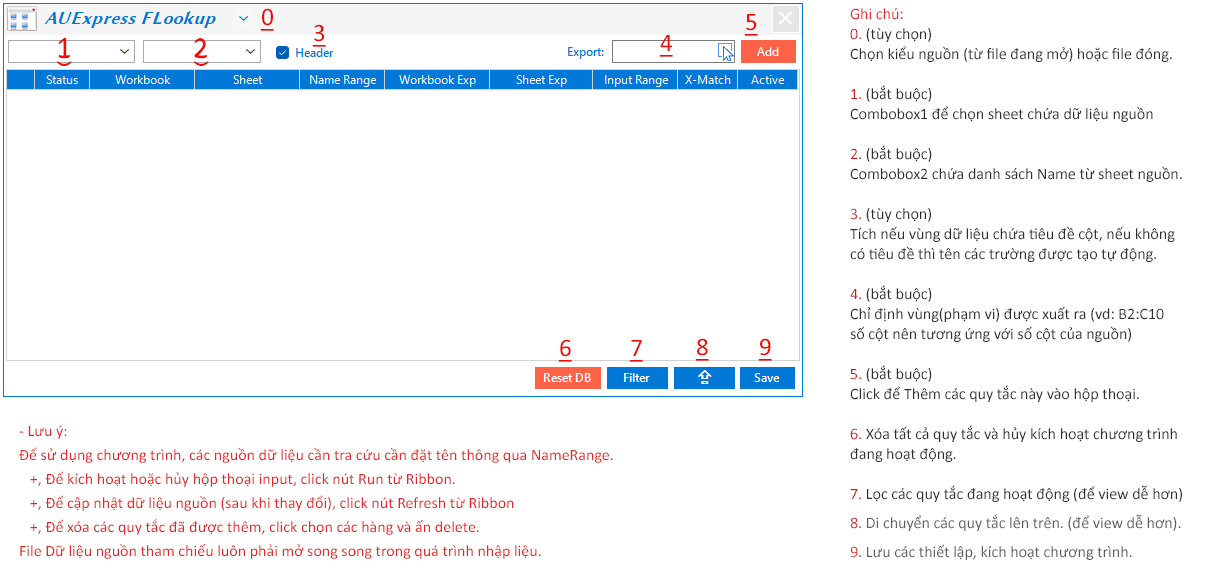 AUExpress FLookup 0
1
2
3
Header
Export:
4
5
Add
Status Workbook Sheet Name Range Workbook Exp Sheet Exp Input Range X-Match Active
6
7
8
9
Reset DB
Filter
Save
- Lưu ý:
Để sử dụng chương trình, các nguồn dữ liệu cần tra cứu cần đặt tên thông qua NameRange.
+, Để kích hoạt hoặc hủy hộp thoại input, click nút Run từ Ribbon.
+, Để cập nhật dữ liệu nguồn (sau khi thay đổi), click nút Refresh từ Ribbon
+, Để xóa các quy tắc đã được thêm, click chọn các hàng và ấn delete.
File Dữ liệu nguồn tham chiếu luôn phải mở song song trong quá trình nhập liệu.
Ghi chú:
0. (tùy chọn)
Chọn kiểu nguồn (từ file đang mở) hoặc file đóng.
1. (bắt buộc)
Combobox1 để chọn sheet chứa dữ liệu nguồn
2. (bắt buộc)
Combobox2 chứa danh sách Name từ sheet nguồn.
3. (tùy chọn)
Tích nếu vùng dữ liệu chứa tiêu đề cột, nếu không
có tiêu đề thì tên các trường được tạo tự động.
4. (bắt buộc)
Chỉ định vùng(phạm vi) được xuất ra (vd: B2:C10
số cột nên tương ứng với số cột của nguồn)
5. (bắt buộc)
Click để Thêm các quy tắc này vào hộp thoại.
6. Xóa tất cả quy tắc và hủy kích hoạt chương trình
đang hoạt động.
7. Lọc các quy tắc đang hoạt động (để view dễ hơn)
8. Di chuyển các quy tắc lên trên. (để view dễ hơn).
9. Lưu các thiết lập, kích hoạt chương trình.